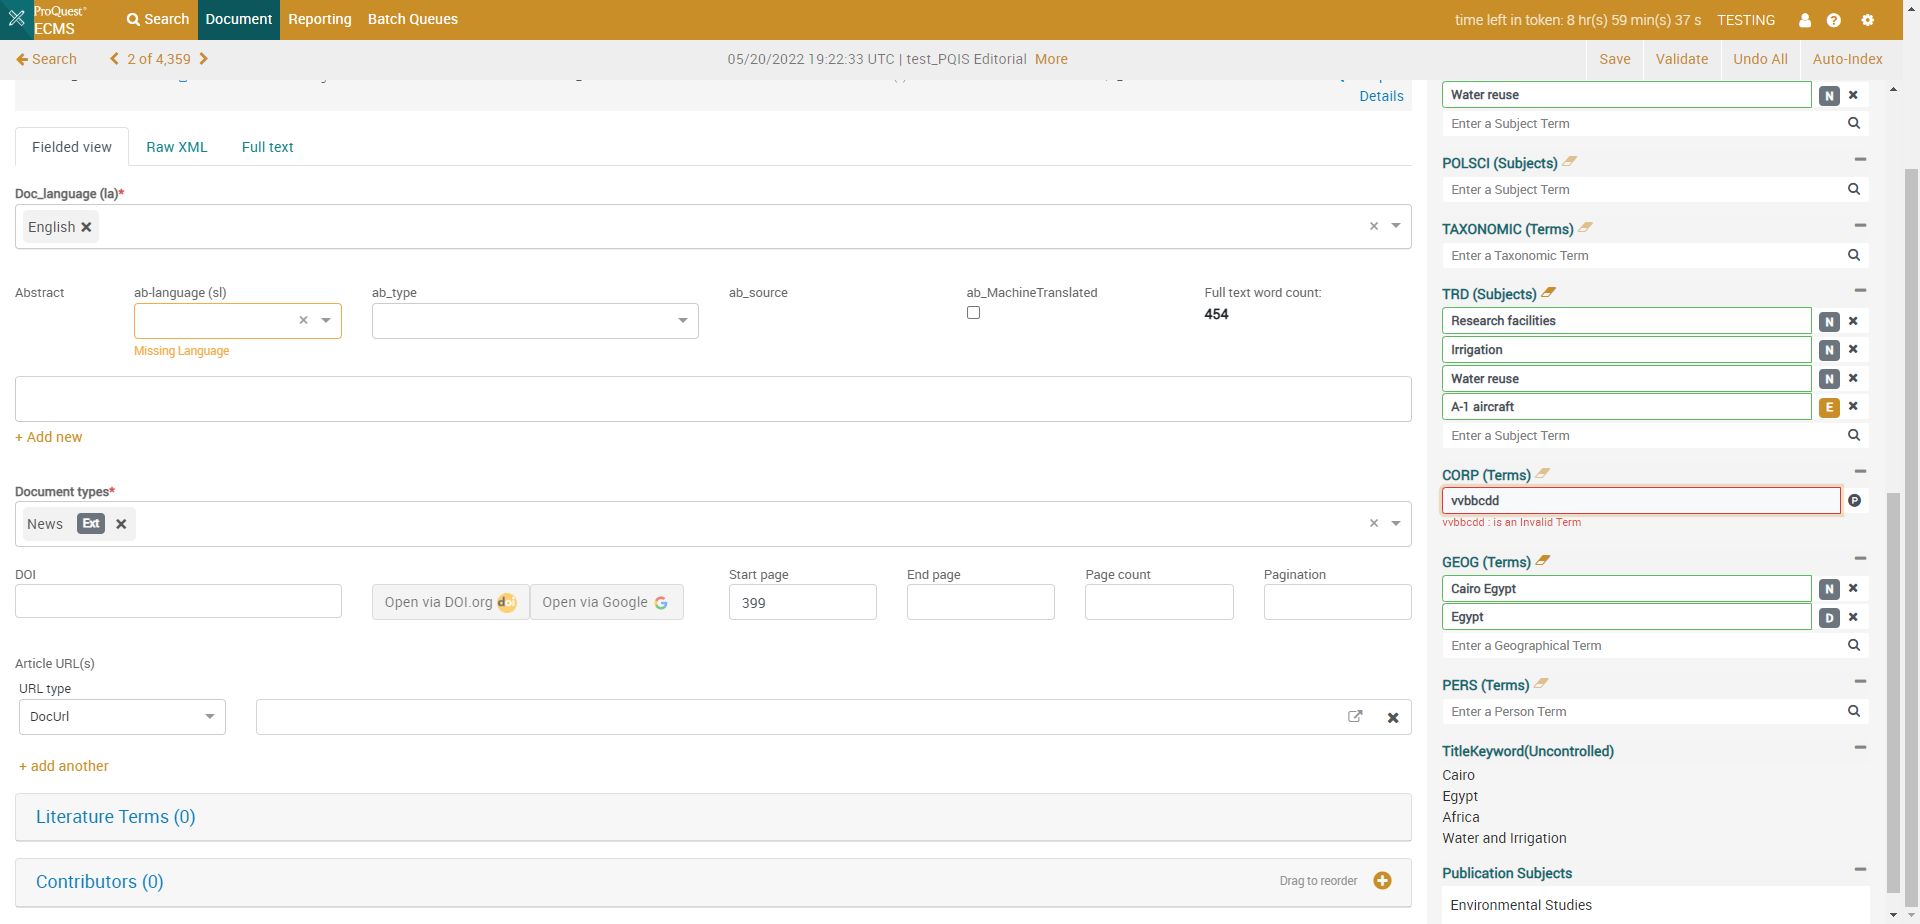 ProQuest
ECMS
Search
Document
Reporting
Batch Queues
time left in token: 8 hr(s) 59 min(s) 37 s
TESTING
Search
2 of 4,359
05/20/2022 19:22:33 UTC | test_PQIS Editorial More
Save
Validate
Undo All
Auto-Index
Details
Fielded view
Raw XML
Full text
Doc_language (la)*
English
Abstract
ab-language (sl)
ab_type
ab_source
ab_MachineTranslated
Full text word count:
454
Missing Language
+ Add new
Document types*
News Ext
DOI
Open via DOI.org doi
Open via Google G
Start page
399
End page
Page count
Pagination
Article URL(s)
URL type
DocUrl
+ add another
Literature Terms (0)
Contributors (0)
Drag to reorder
Water reuse N
Enter a Subject Term
POLSCI (Subjects)
Enter a Subject Term
TAXONOMIC (Terms)
Enter a Taxonomic Term
TRD (Subjects)
Research facilities N
Irrigation N
Water reuse N
A-1 aircraft E
Enter a Subject Term
CORP (Terms)
vvbbcdd P
vvbbcdd : is an Invalid Term
GEOG (Terms)
Cairo Egypt N
Egypt D
Enter a Geographical Term
PERS (Terms)
Enter a Person Term
TitleKeyword(Uncontrolled)
Cairo
Egypt
Africa
Water and Irrigation
Publication Subjects
Environmental Studies